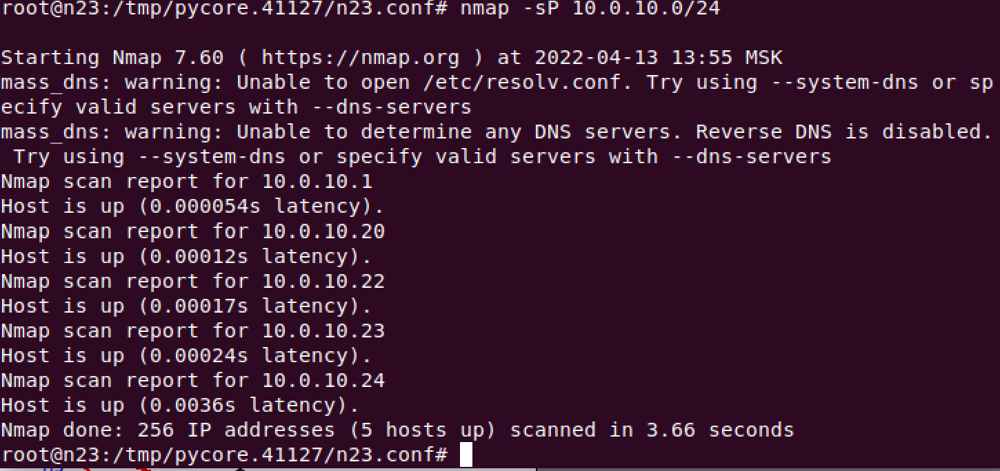 root@n23:/tmp/pycore.41127/n23.conf# nmap -sP 10.0.10.0/24
Starting Nmap 7.60 ( https://nmap.org ) at 2022-04-13 13:55 MSK
mass_dns: warning: Unable to open /etc/resolv.conf. Try using --system-dns or sp
ecify valid servers with --dns-servers
mass_dns: warning: Unable to determine any DNS servers. Reverse DNS is disabled.
 Try using --system-dns or specify valid servers with --dns-servers
Nmap scan report for 10.0.10.1
Host is up (0.000054s latency).
Nmap scan report for 10.0.10.20
Host is up (0.00012s latency).
Nmap scan report for 10.0.10.22
Host is up (0.00017s latency).
Nmap scan report for 10.0.10.23
Host is up (0.00024s latency).
Nmap scan report for 10.0.10.24
Host is up (0.0036s latency).
Nmap done: 256 IP addresses (5 hosts up) scanned in 3.66 seconds
root@n23:/tmp/pycore.41127/n23.conf#